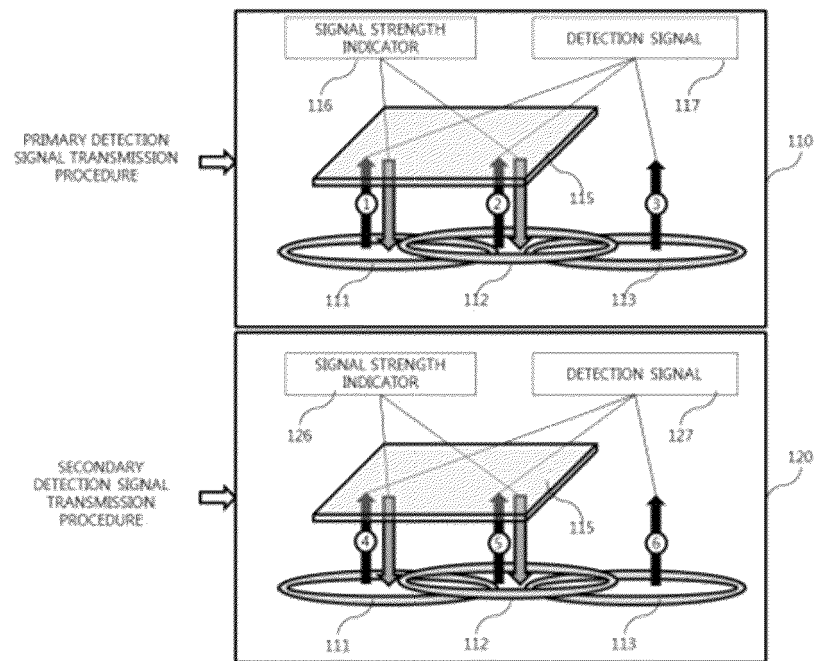 SIGNAL STRENGTH
INDICATOR
DETECTION SIGNAL
116
117
PRIMARY DETECTION
SIGNAL TRANSMISSION
PROCEDURE
110
115
1
2
3
111
112
113
SIGNAL STRENGTH
INDICATOR
DETECTION SIGNAL
126
127
SECONDARY
DETECTION SIGNAL
TRANSMISSION
PROCEDURE
120
115
4
5
6
111
112
113